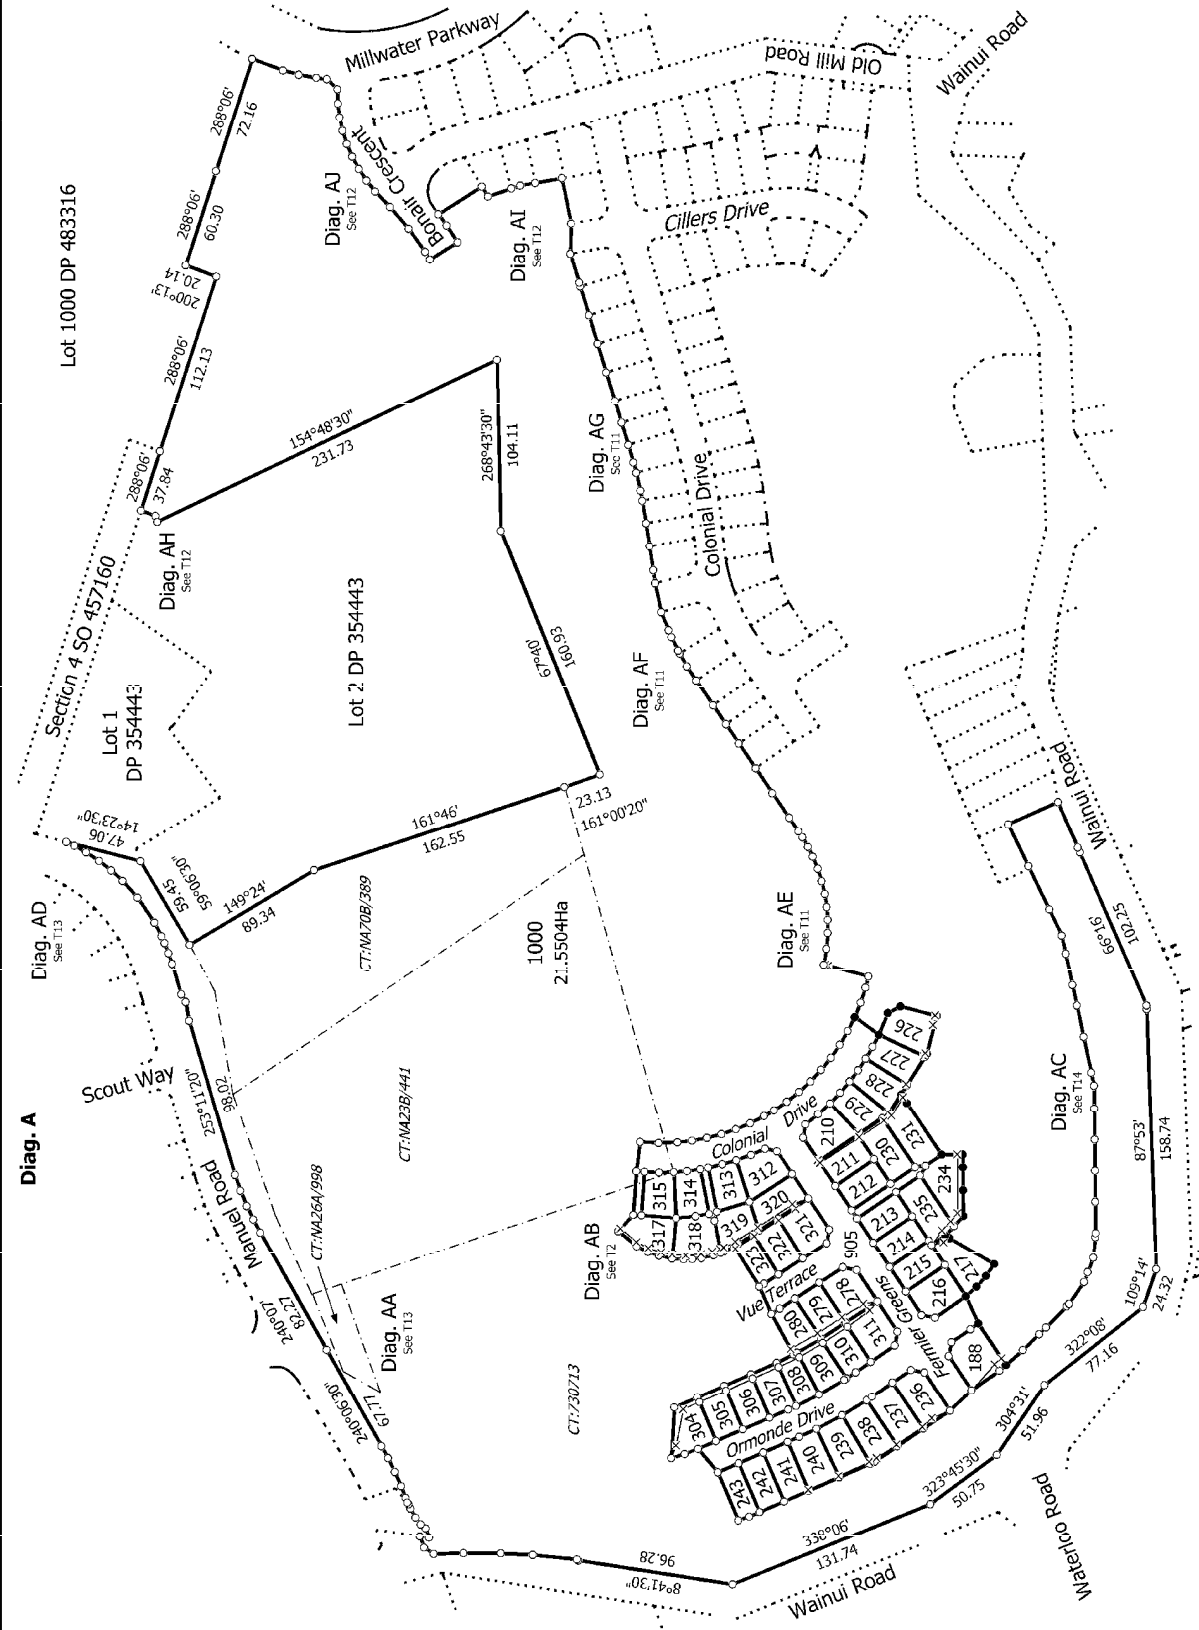 Diag. A
Lot 1000 DP 483316
Section 4 SO 457160
Lot 1
DP 354443
Lot 2 DP 354443
1000
21.5504Ha
Diag. AD
See T13
Scout Way
Manuel Road
Diag. AA
See T13
Diag. AB
See T2
Diag. AC
See T14
Diag. AE
See T11
Diag. AF
See T11
Diag. AG
See T11
Diag. AH
See T12
Diag. AI
See T12
Diag. AJ
See T12
Millwater Parkway
Bonair Crescent
Old Mill Road
Wainui Road
Cillers Drive
Colonial Drive
Wainui Road
Colonial Drive
Vue Terrace
Fermier Greens
Ormonde Drive
Waterloo Road
Wainui Road
CT:NA70B/389
CT:NA23B/441
CT:NA26A/998
CT:730713
288°06'
72.16
288°06'
60.30
20.14
200°13'
288°06'
112.13
288°06'
37.84
154°48'30"
231.73
268°43'30"
104.11
67°40'
160.93
23.13
161°00'20"
161°46'
162.55
149°24'
89.34
59.45
59°06'30"
47.06
14°23'30"
253°11'20"
98.02
240°07'
82.27
240°06'30"
67.71
96.28
8°41'30"
338°06'
131.74
323°45'30"
50.75
304°31'
51.96
322°08'
77.16
109°14'
24.32
87°53'
158.74
66°16'
102.25
226
227
228
229
210
211
212
213
214
215
216
217
230
231
234
235
905
188
312
313
314
315
317
318
319
320
321
322
323
278
279
280
304
305
306
307
308
309
310
311
236
237
238
239
240
241
242
243